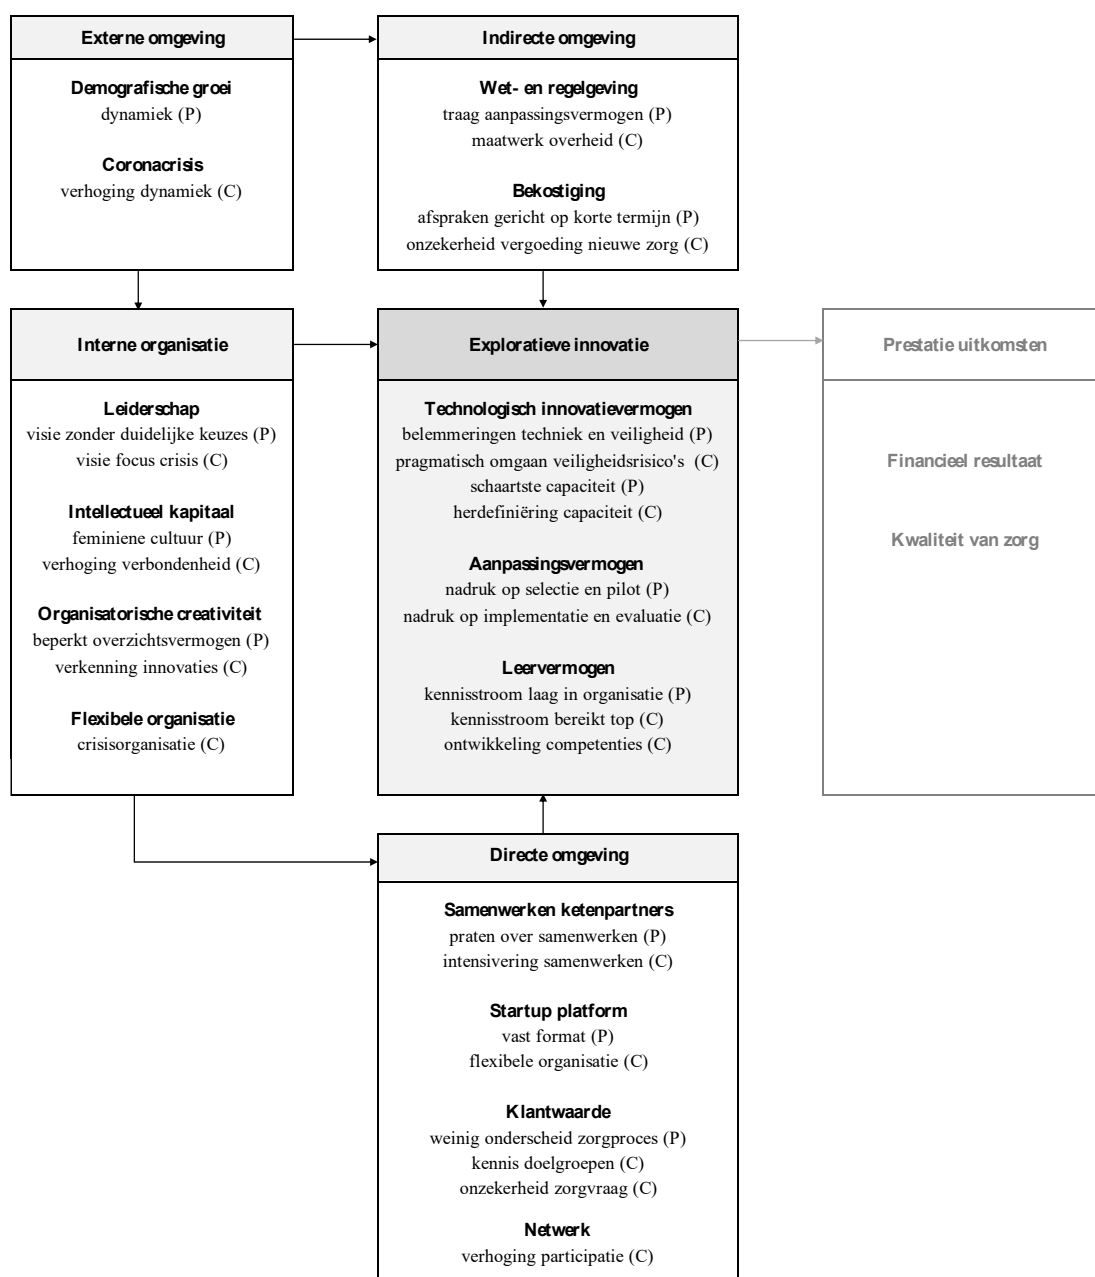 Externe omgeving
Demografische groei
dynamiek (P)
Coronacrisis
verhoging dynamiek (C)
Indirecte omgeving
Wet- en regelgeving
traag aanpassingsvermogen (P)
maatwerk overheid (C)
Bekostiging
afspraken gericht op korte termijn (P)
onzekerheid vergoeding nieuwe zorg (C)
Interne organisatie
Leiderschap
visie zonder duidelijke keuzes (P)
visie focus crisis (C)
Intellectueel kapitaal
feminiene cultuur (P)
verhoging verbondenheid (C)
Organisatorische creativiteit
beperkt overzichtsvermogen (P)
verkenning innovaties (C)
Flexibele organisatie
crisisorganisatie (C)
Exploratieve innovatie
Technologisch innovatievermogen
belemmeringen techniek en veiligheid (P)
pragmatisch omgaan veiligheidsrisico's (C)
schaartste capaciteit (P)
herdefiniëring capaciteit (C)
Aanpassingsvermogen
nadruk op selectie en pilot (P)
nadruk op implementatie en evaluatie (C)
Leervermogen
kennisstroom laag in organisatie (P)
kennisstroom bereikt top (C)
ontwikkeling competenties (C)
Prestatie uitkomsten
Financieel resultaat
Kwaliteit van zorg
Directe omgeving
Samenwerken ketenpartners
praten over samenwerken (P)
intensivering samenwerken (C)
Startup platform
vast format (P)
flexibele organisatie (C)
Klantwaarde
weinig onderscheid zorgproces (P)
kennis doelgroepen (C)
onzekerheid zorgvraag (C)
Netwerk
verhoging participatie (C)